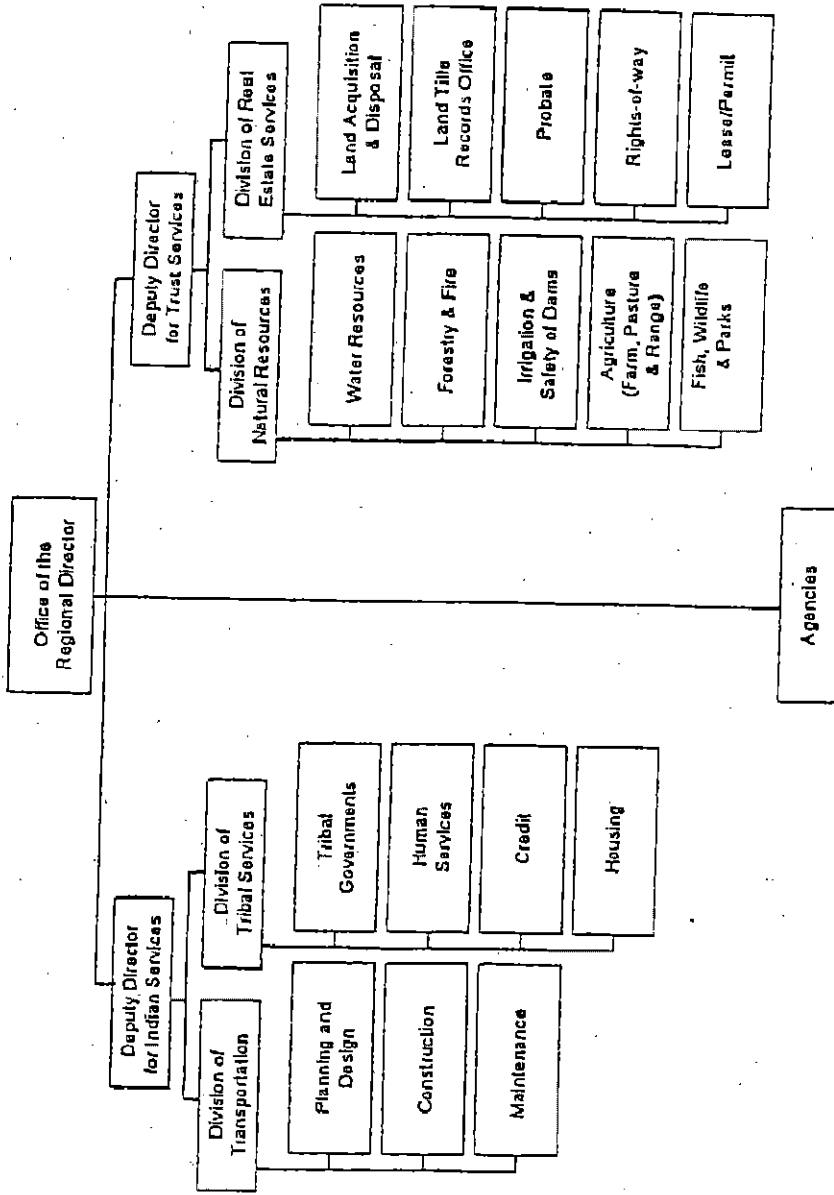 Office of the
Regional Director
Deputy Director
for Indian Services
Deputy Director
for Trust Services
Division of
Transportation
Division of
Tribal Services
Division of
Natural Resources
Division of Real
Estate Services
Planning and
Design
Construction
Maintenance
Tribal
Governments
Human
Services
Credit
Housing
Water Resources
Forestry & Fire
Irrigation &
Safety of Dams
Agriculture
(Farm, Pasture
& Range)
Fish, Wildlife
& Parks
Land Acquisition
& Disposal
Land Title
Records Office
Probate
Rights-of-way
Lease/Permit
Agencies